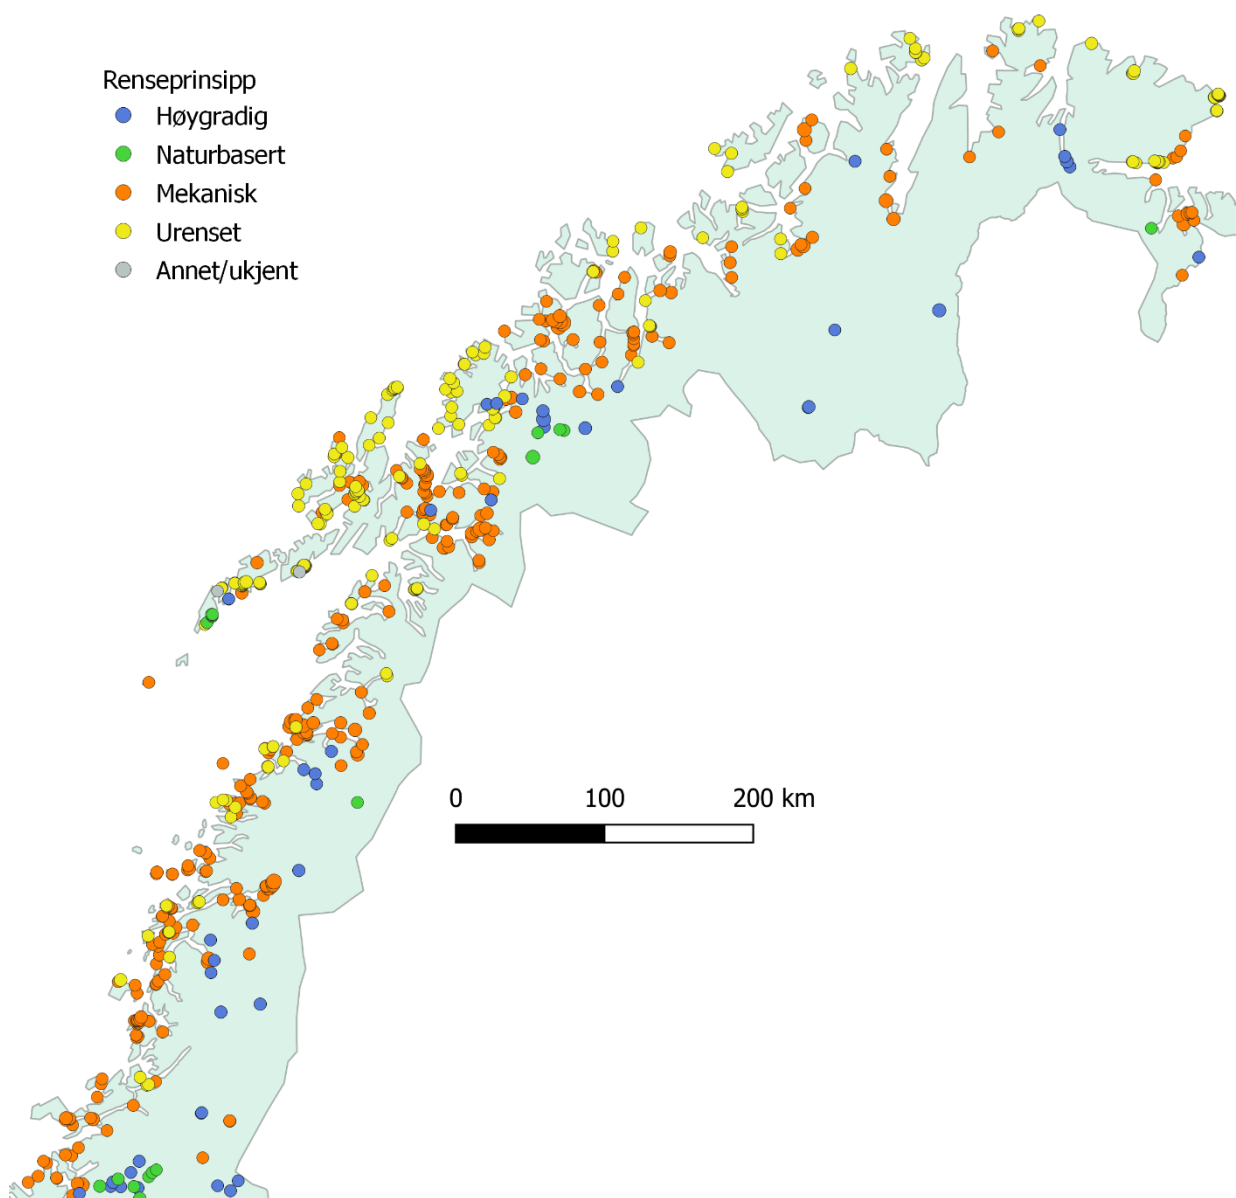 Renseprinsipp
Høygradig
Naturbasert
Mekanisk
Urenset
Annet/ukjent
0 100 200 km